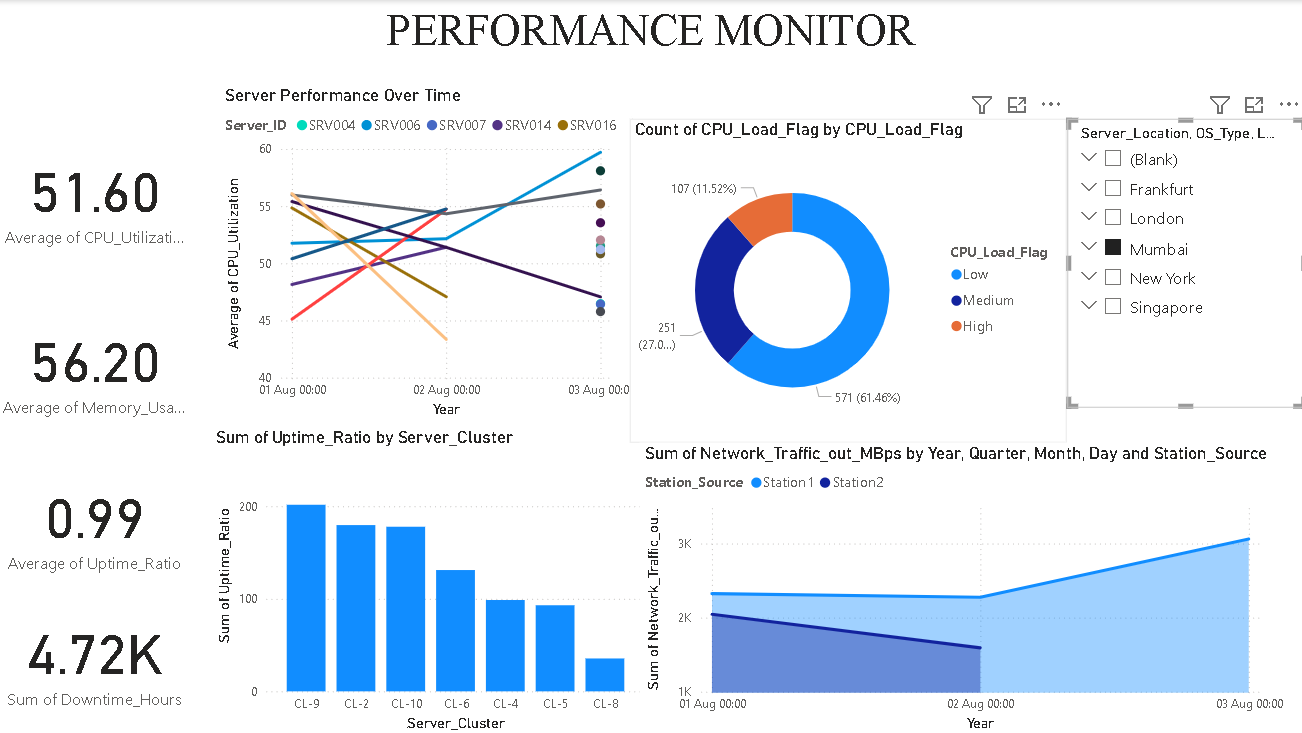 PERFORMANCE MONITOR
51.60
Average of CPU_Utilizati...
56.20
Average of Memory_Usa...
0.99
Average of Uptime_Ratio
4.72K
Sum of Downtime_Hours
Server Performance Over Time
Server_ID SRV004 SRV006 SRV007 SRV014 SRV016
Average of CPU_Utilization
60
55
50
45
40
01 Aug 00:00 02 Aug 00:00 03 Aug 00:0
Year
Count of CPU_Load_Flag by CPU_Load_Flag
107 (11.52%)
251
(27.0...)
571 (61.46%)
CPU_Load_Flag
Low
Medium
High
Server_Location, OS_Type, L...
(Blank)
Frankfurt
London
Mumbai
New York
Singapore
Sum of Uptime_Ratio by Server_Cluster
Sum of Uptime_Ratio
200
100
0
CL-9 CL-2 CL-10 CL-6 CL-4 CL-5 CL-8
Server_Cluster
Sum of Network_Traffic_out_MBps by Year, Quarter, Month, Day and Station_Source
Station_Source Station1 Station2
Sum of Network_Traffic_ou...
3K
2K
1K
01 Aug 00:00 02 Aug 00:00 03 Aug 00:00
Year